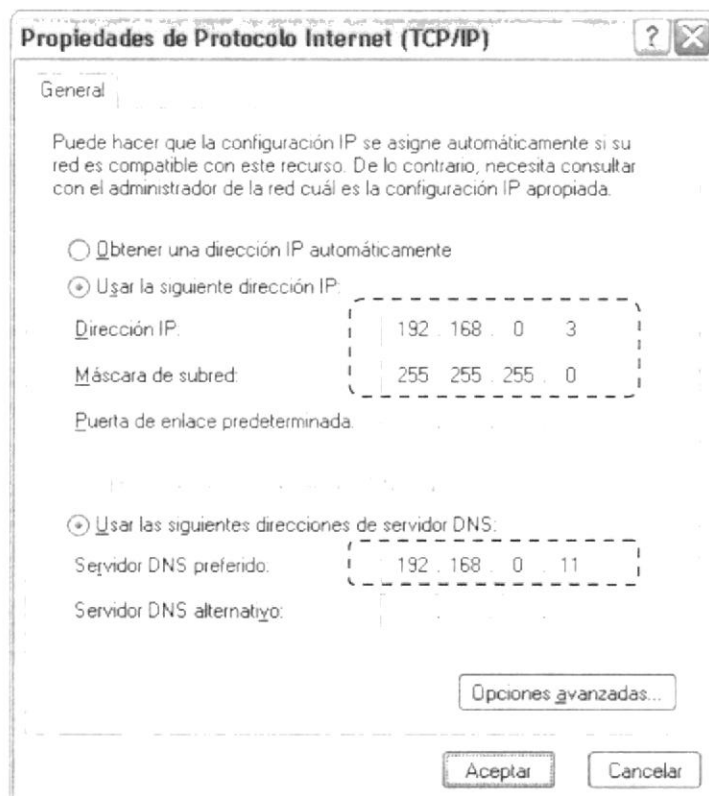 Propiedades de Protocolo Internet (TCP/IP) ?
General
Puede hacer que la configuración IP se asigne automáticamente si su
red es compatible con este recurso. De lo contrario, necesita consultar
con el administrador de la red cuál es la configuración IP apropiada.
Obtener una dirección IP automáticamente
Usar la siguiente dirección IP:
Dirección IP: 192 . 168 . 0 3
Máscara de subred: 255 255 . 255 . 0
Puerta de enlace predeterminada.
Usar las siguientes direcciones de servidor DNS:
Servidor DNS preferido: 192 . 168 . 0 . 11
Servidor DNS alternativo:
Opciones avanzadas...
Aceptar Cancelar